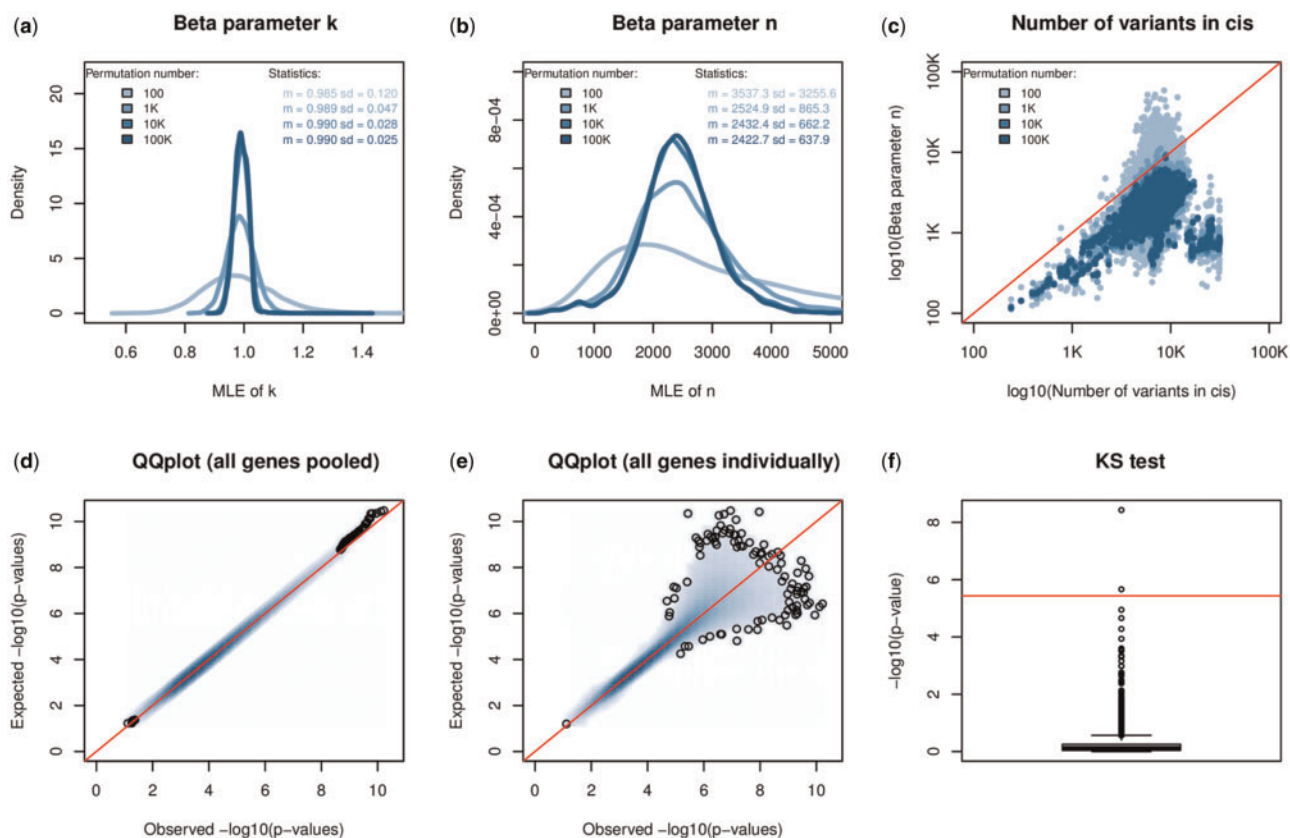 (a) Beta parameter k
Permutation number: Statistics:
100 m = 0.985 sd = 0.120
1K m = 0.989 sd = 0.047
10K m = 0.990 sd = 0.028
100K m = 0.990 sd = 0.025
Density
0 5 10 15 20
0.6 0.8 1.0 1.2 1.4
MLE of k
(b) Beta parameter n
Permutation number: Statistics:
100 m = 3537.3 sd = 3255.6
1K m = 2524.9 sd = 865.3
10K m = 2432.4 sd = 662.2
100K m = 2422.7 sd = 637.9
Density
0e+00 4e-04 8e-04
0 1000 2000 3000 4000 5000
MLE of n
(c) Number of variants in cis
Permutation number:
100
1K
10K
100K
log10(Beta parameter n)
100 1K 10K 100K
100 1K 10K 100K
log10(Number of variants in cis)
(d) QQplot (all genes pooled)
Expected -log10(p-values)
0 2 4 6 8 10
0 2 4 6 8 10
Observed -log10(p-values)
(e) QQplot (all genes individually)
Expected -log10(p-values)
0 2 4 6 8 10
0 2 4 6 8 10
Observed -log10(p-values)
(f) KS test
-log10(p-value)
0 2 4 6 8